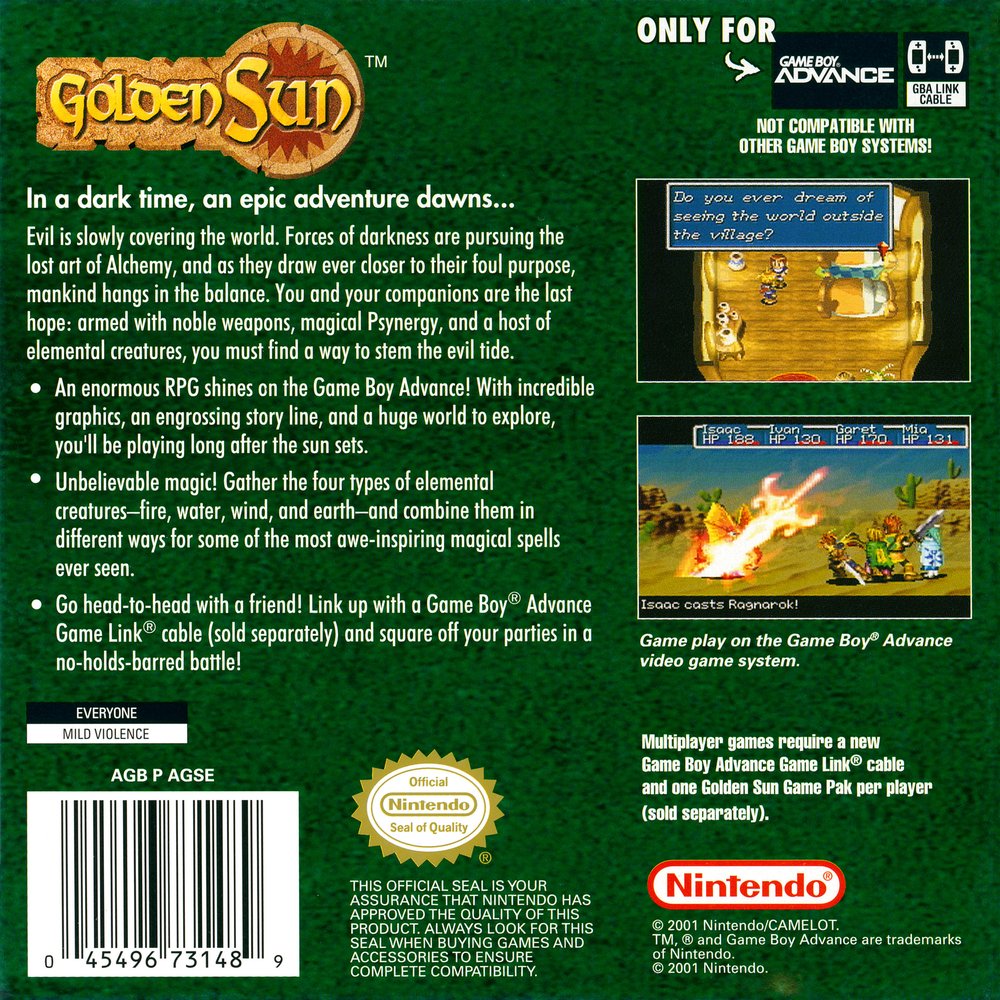 GOLDEN SUN™
In a dark time, an epic adventure dawns...
Evil is slowly covering the world. Forces of darkness are pursuing the
lost art of Alchemy, and as they draw ever closer to their foul purpose,
mankind hangs in the balance. You and your companions are the last
hope: armed with noble weapons, magical Psynergy, and a host of
elemental creatures, you must find a way to stem the evil tide.
• An enormous RPG shines on the Game Boy Advance! With incredible
graphics, an engrossing story line, and a huge world to explore,
you'll be playing long after the sun sets.
• Unbelievable magic! Gather the four types of elemental
creatures–fire, water, wind, and earth–and combine them in
different ways for some of the most awe-inspiring magical spells
ever seen.
• Go head-to-head with a friend! Link up with a Game Boy® Advance
Game Link® cable (sold separately) and square off your parties in a
no-holds-barred battle!
ONLY FOR
GAME BOY®
ADVANCE
GBA LINK
CABLE
NOT COMPATIBLE WITH
OTHER GAME BOY SYSTEMS!
Do you ever dream of
seeing the world outside
the village?
Isaac Ivan Garet Mia
HP 188 HP 130 HP 170 HP 131
Isaac casts Ragnarok!
Game play on the Game Boy® Advance
video game system.
EVERYONE
MILD VIOLENCE
AGB P AGSE
0 45496 73148 9
Official
Nintendo
Seal of Quality
®
THIS OFFICIAL SEAL IS YOUR
ASSURANCE THAT NINTENDO HAS
APPROVED THE QUALITY OF THIS
PRODUCT. ALWAYS LOOK FOR THIS
SEAL WHEN BUYING GAMES AND
ACCESSORIES TO ENSURE
COMPLETE COMPATIBILITY.
Multiplayer games require a new
Game Boy Advance Game Link® cable
and one Golden Sun Game Pak per player
(sold separately).
Nintendo®
© 2001 Nintendo/CAMELOT.
TM, ® and Game Boy Advance are trademarks
of Nintendo.
© 2001 Nintendo.